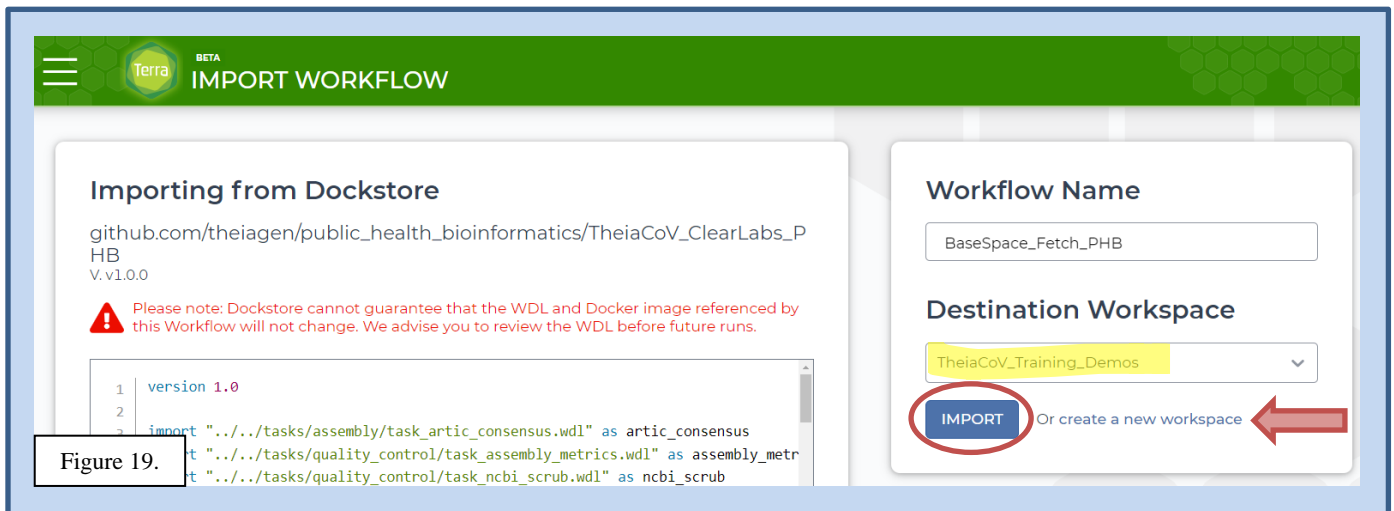 Terra
BETA
IMPORT WORKFLOW
Importing from Dockstore
github.com/theiagen/public_health_bioinformatics/TheiaCoV_ClearLabs_P
HB
V. v1.0.0
Please note: Dockstore cannot guarantee that the WDL and Docker image referenced by
this Workflow will not change. We advise you to review the WDL before future runs.
1 version 1.0
2
3 import "../../tasks/assembly/task_artic_consensus.wdl" as artic_consensus
t "../../tasks/quality_control/task_assembly_metrics.wdl" as assembly_metr
t "../../tasks/quality_control/task_ncbi_scrub.wdl" as ncbi_scrub
Figure 19.
Workflow Name
BaseSpace_Fetch_PHB
Destination Workspace
TheiaCoV_Training_Demos
IMPORT Or create a new workspace